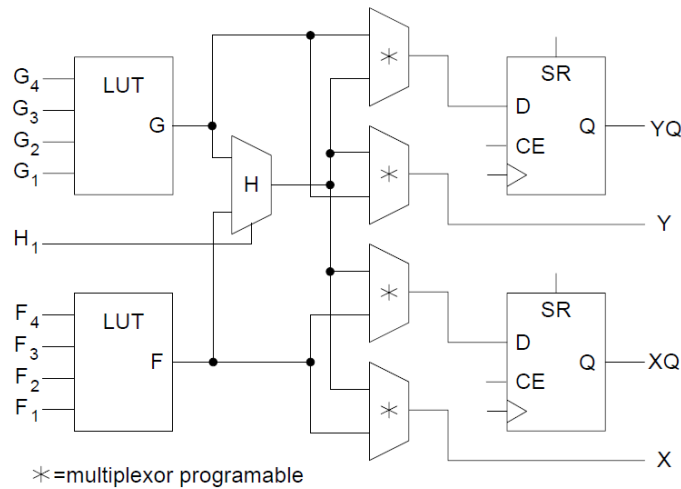 G4
G3
G2
G1
LUT
G
H
H1
F4
F3
F2
F1
LUT
F
*
*
*
*
SR
D
Q
CE
YQ
Y
SR
D
Q
CE
XQ
X
*=multiplexor programable